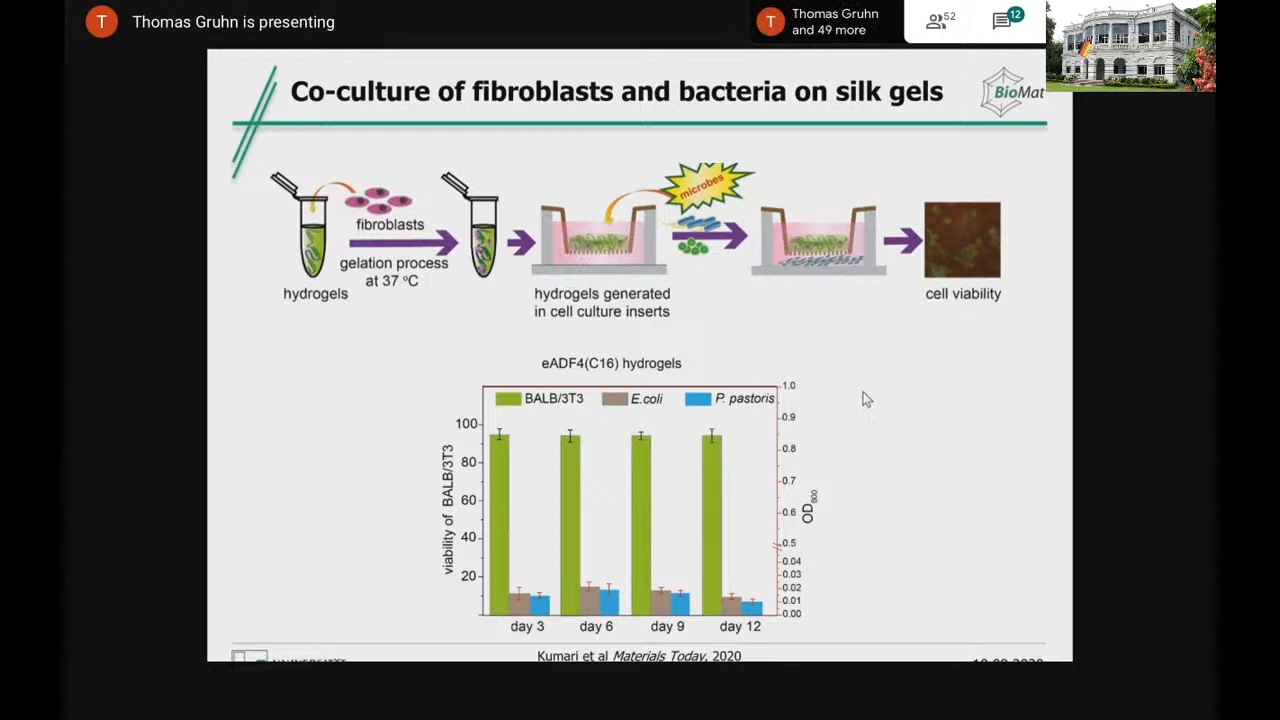 T
Thomas Gruhn is presenting
T
Thomas Gruhn
and 49 more
52
12
Co-culture of fibroblasts and bacteria on silk gels
BioMat
microbes
fibroblasts
gelation process
at 37 °C
hydrogels
hydrogels generated
in cell culture inserts
cell viability
eADF4(C16) hydrogels
BALB/3T3
E.coli
P. pastoris
viability of BALB/3T3
100
80
60
40
20
1.0
0.9
0.8
0.7
0.6
0.5
0.04
0.03
0.02
0.01
0.00
OD600
day 3
day 6
day 9
day 12
Kumari et al Materials Today, 2020